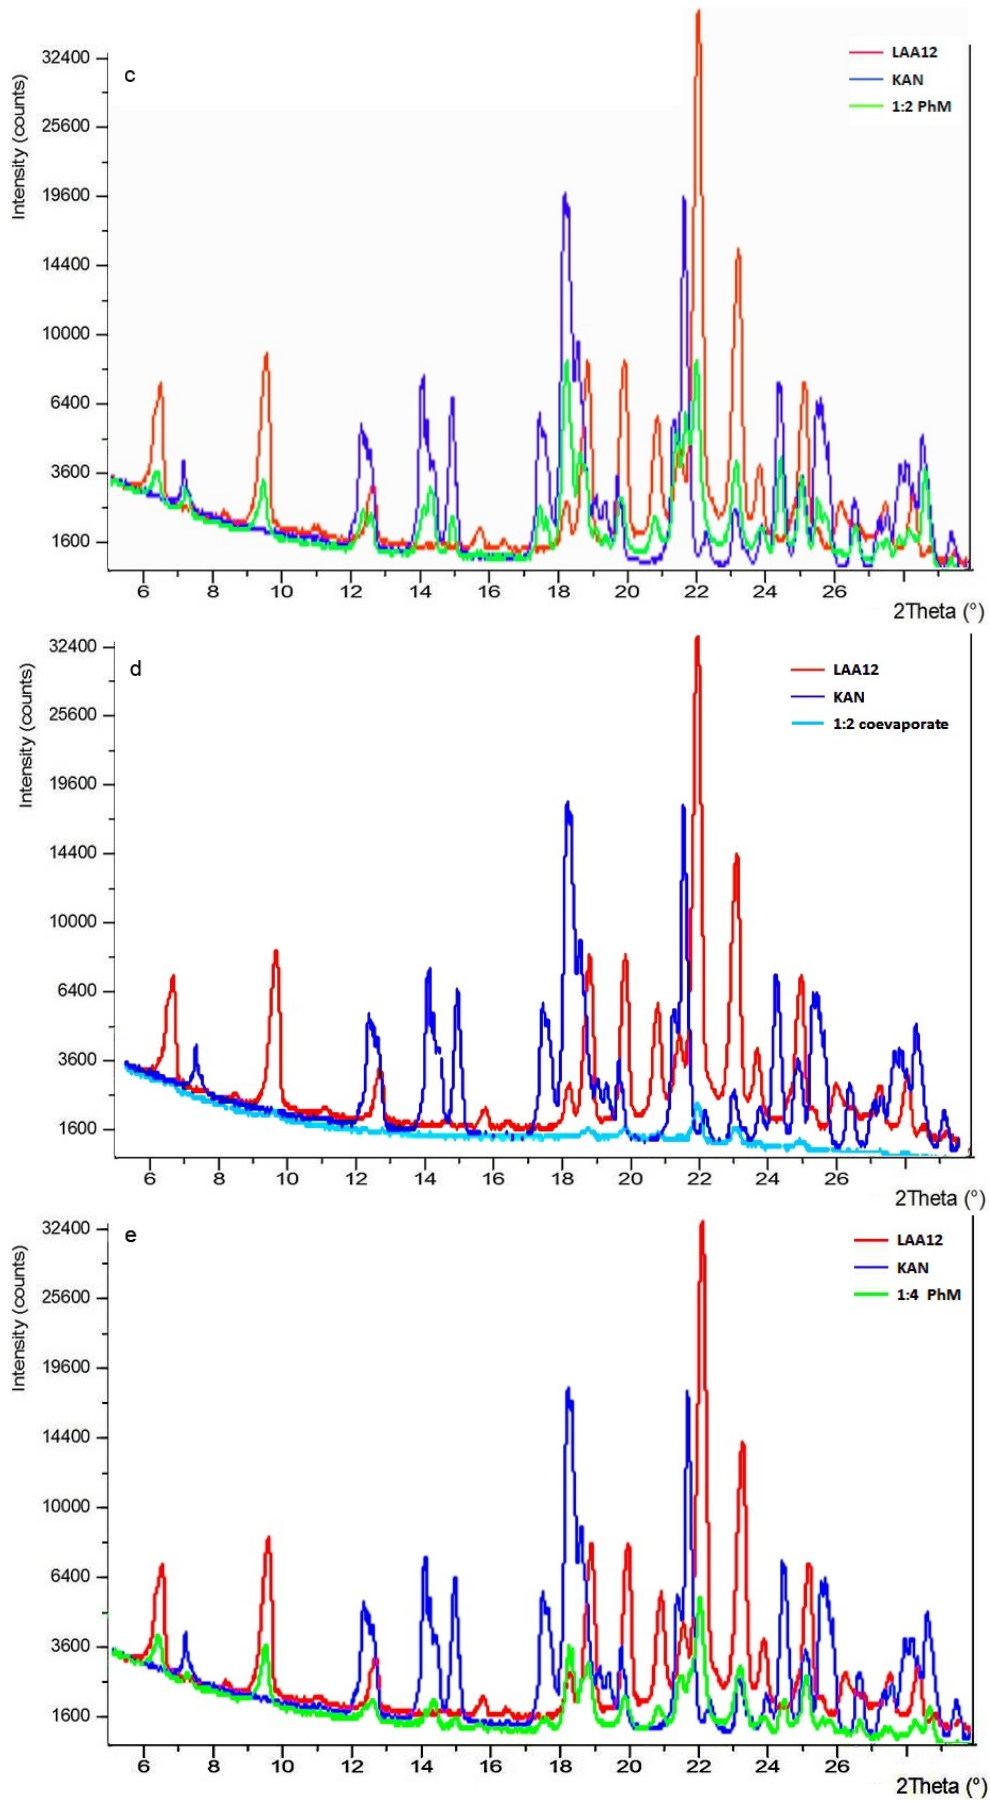 c
LAA12
KAN
1:2 PhM
Intensity (counts)
32400
25600
19600
14400
10000
6400
3600
1600
6 8 10 12 14 16 18 20 22 24 26
2Theta (°)
d
LAA12
KAN
1:2 coevaporate
Intensity (counts)
32400
25600
19600
14400
10000
6400
3600
1600
6 8 10 12 14 16 18 20 22 24 26
2Theta (°)
e
LAA12
KAN
1:4 PhM
Intensity (counts)
32400
25600
19600
14400
10000
6400
3600
1600
6 8 10 12 14 16 18 20 22 24 26
2Theta (°)